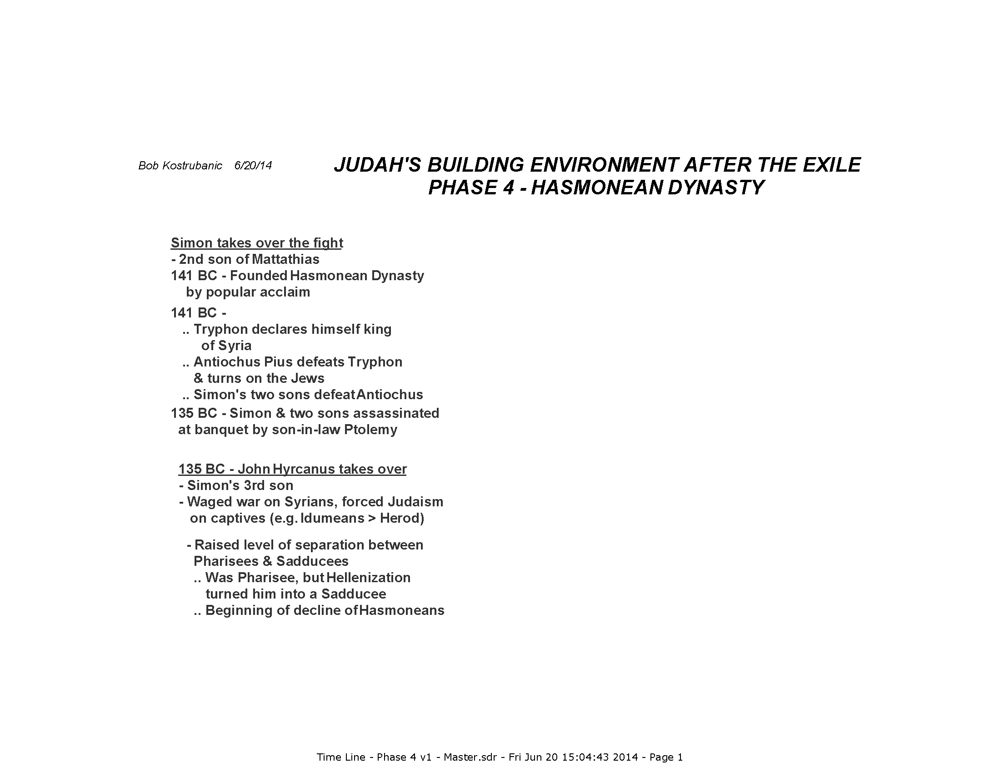 Bob Kostrubanic 6/20/14
JUDAH'S BUILDING ENVIRONMENT AFTER THE EXILE
PHASE 4 - HASMONEAN DYNASTY
Simon takes over the fight
- 2nd son of Mattathias
141 BC - Founded Hasmonean Dynasty
by popular acclaim
141 BC -
.. Tryphon declares himself king
of Syria
.. Antiochus Pius defeats Tryphon
& turns on the Jews
.. Simon's two sons defeat Antiochus
135 BC - Simon & two sons assassinated
at banquet by son-in-law Ptolemy
135 BC - John Hyrcanus takes over
- Simon's 3rd son
- Waged war on Syrians, forced Judaism
on captives (e.g. Idumeans > Herod)
- Raised level of separation between
Pharisees & Sadducees
.. Was Pharisee, but Hellenization
turned him into a Sadducee
.. Beginning of decline of Hasmoneans
Time Line - Phase 4 v1 - Master.sdr - Fri Jun 20 15:04:43 2014 - Page 1